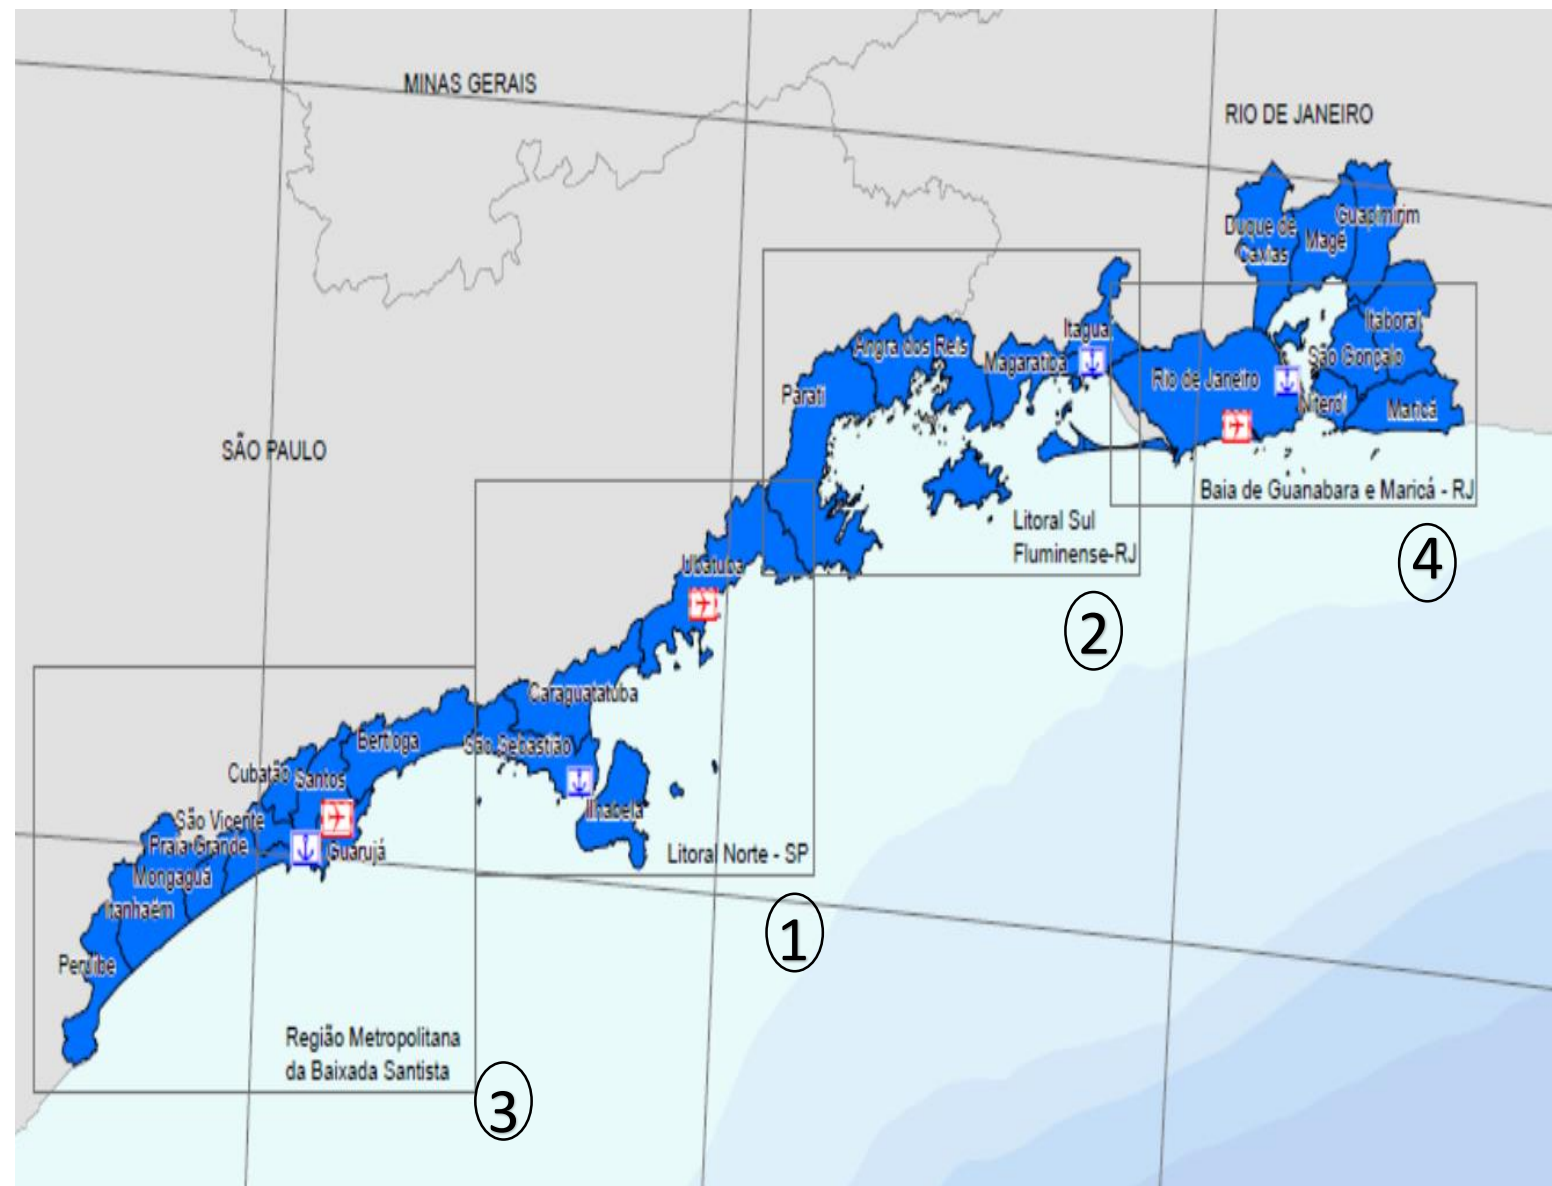 MINAS GERAIS
RIO DE JANEIRO
Duque de
Caxias
Magé
Guapimirim
Itaboraí
São Gonçalo
Niterói
Maricá
Rio de Janeiro
Itaguaí
Magaratiba
Angra dos Reis
Parati
SÃO PAULO
Baia de Guanabara e Maricá - RJ
4
Litoral Sul
Fluminense-RJ
2
Ubatuba
Caraguatatuba
São Sebastião
Ilhabela
Litoral Norte - SP
1
Bertioga
Cubatão
Santos
São Vicente
Praia Grande
Guarujá
Mongaguá
Itanhaém
Peruíbe
Região Metropolitana
da Baixada Santista
3